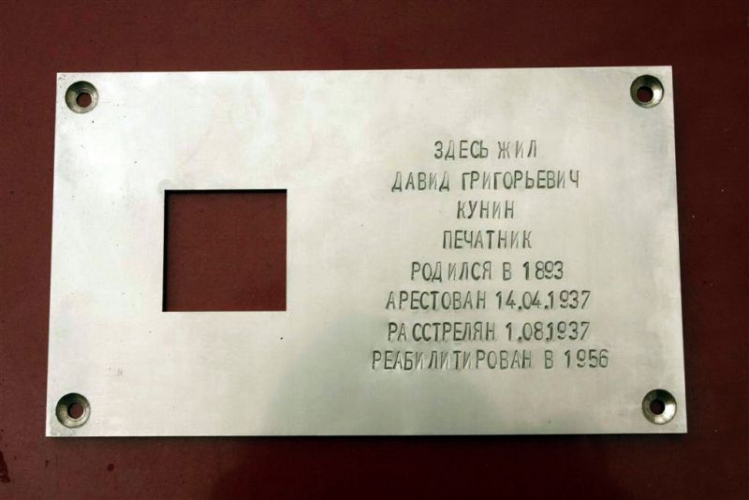 ЗДЕСЬ ЖИЛ
ДАВИД ГРИГОРЬЕВИЧ
КУНИН
ПЕЧАТНИК
РОДИЛСЯ В 1893
АРЕСТОВАН 14.04.1937
РАССТРЕЛЯН 1.08.1937
РЕАБИЛИТИРОВАН В 1956